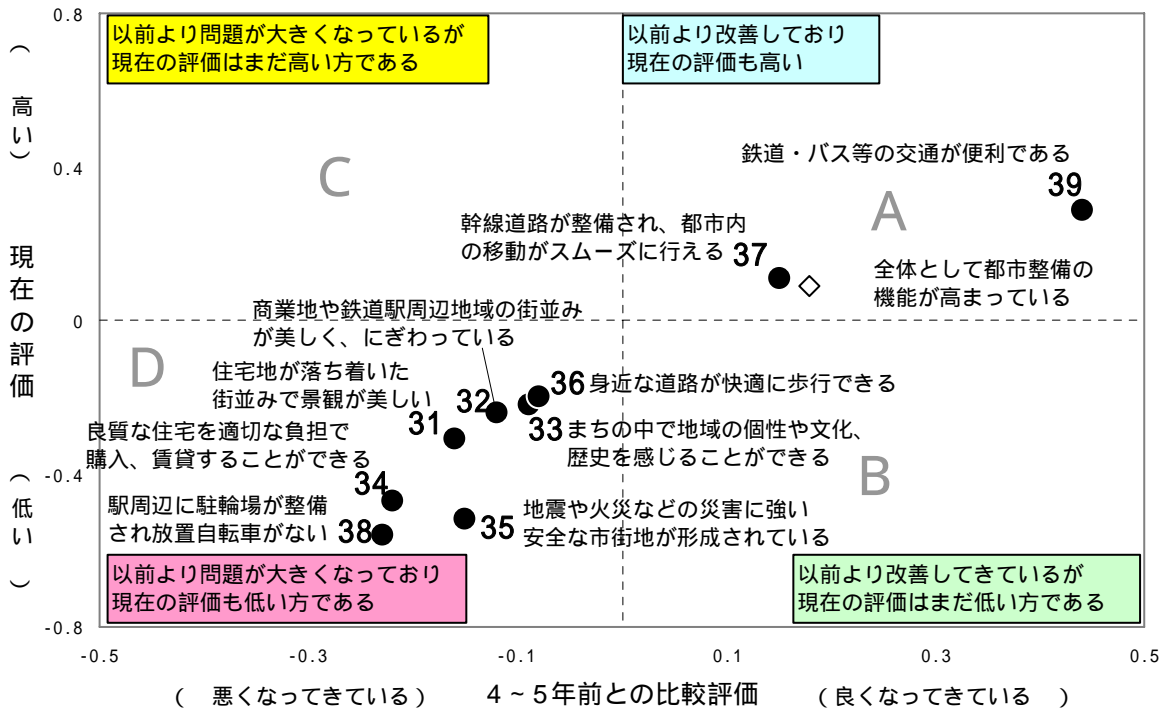 0.8
0.4
0
-0.4
-0.8
（高い）
現在の評価
（低い）
以前より問題が大きくなっているが
現在の評価はまだ高い方である
以前より改善しており
現在の評価も高い
C
A
鉄道・バス等の交通が便利である
39
幹線道路が整備され、都市内
の移動がスムーズに行える
37
全体として都市整備の
機能が高まっている
商業地や鉄道駅周辺地域の街並み
が美しく、にぎわっている
D
住宅地が落ち着いた
街並みで景観が美しい
32
36
身近な道路が快適に歩行できる
31
33
まちの中で地域の個性や文化、
歴史を感じることができる
B
良質な住宅を適切な負担で
購入、賃貸することができる
34
駅周辺に駐輪場が整備
され放置自転車がない
38
35
地震や火災などの災害に強い
安全な市街地が形成されている
以前より問題が大きくなっており
現在の評価も低い方である
以前より改善してきているが
現在の評価はまだ低い方である
-0.5
-0.3
-0.1
0.1
0.3
0.5
（ 悪くなってきている）
4～5年前との比較評価
（良くなってきている ）